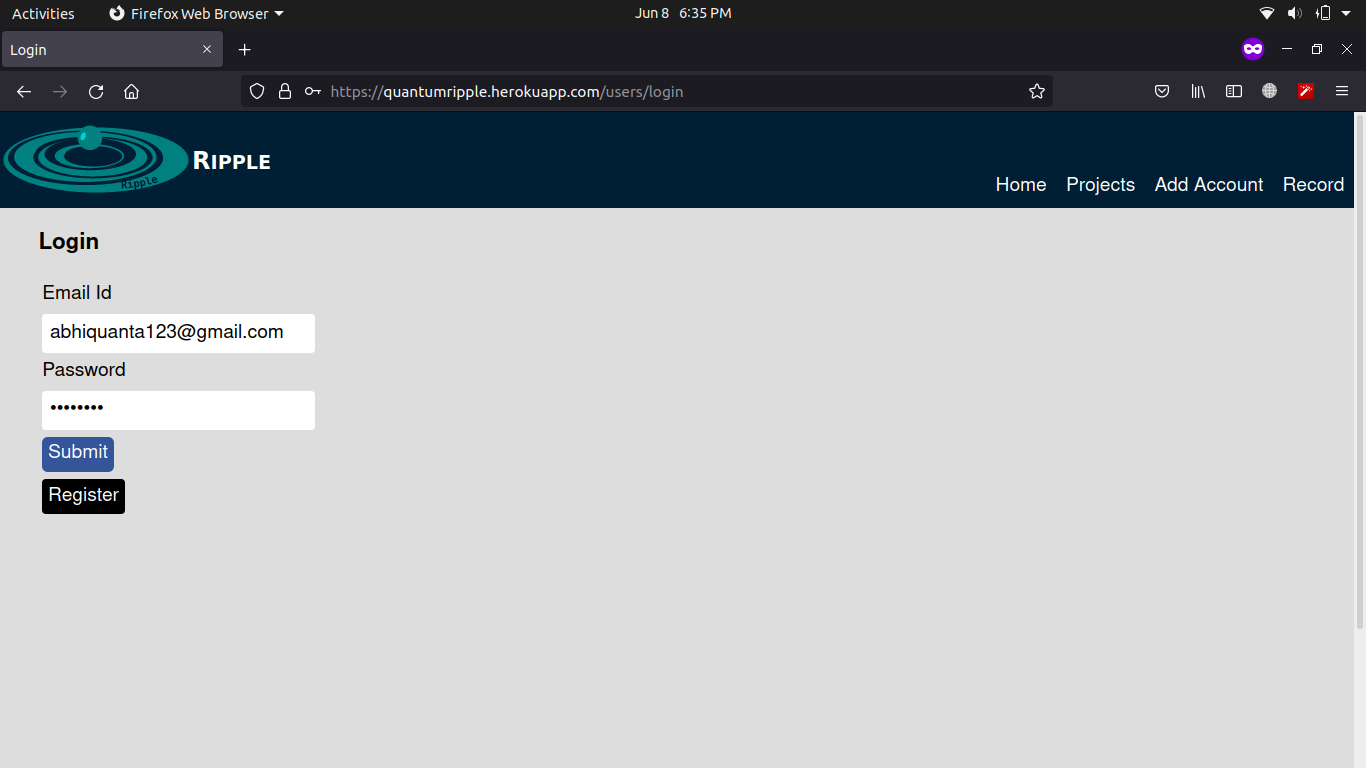 Activities Firefox Web Browser Jun 8 6:35 PM
Login
https://quantumripple.herokuapp.com/users/login
Ripple
RIPPLE
Home Projects Add Account Record
Login
Email Id
abhiquanta123@gmail.com
Password
••••••••
Submit
Register